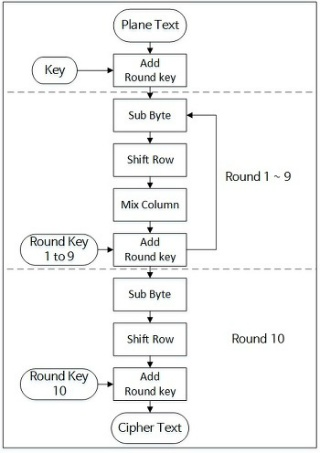 Plane Text
Key
Add
Round key
Sub Byte
Shift Row
Round 1 ~ 9
Mix Column
Round Key
1 to 9
Add
Round key
Sub Byte
Shift Row
Round 10
Round Key
10
Add
Round key
Cipher Text